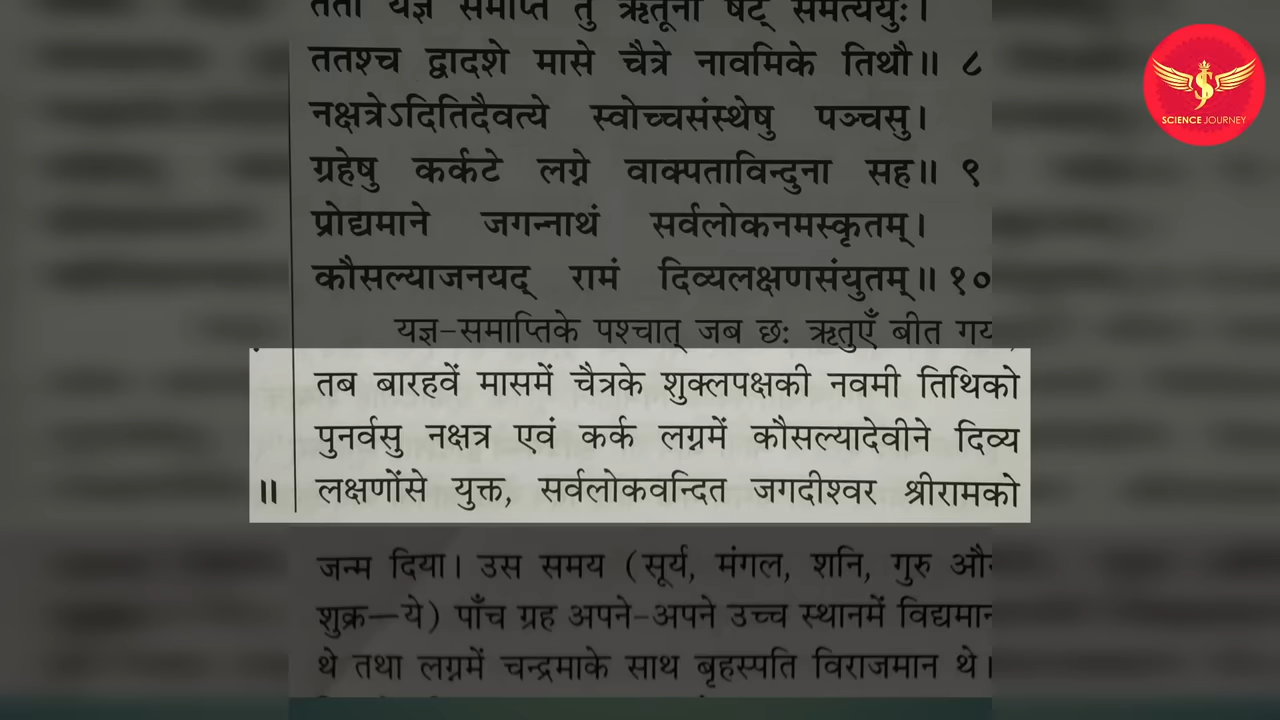 ततो यज्ञे समाप्ते तु ऋतूनां षट् समत्ययुः।
ततश्च द्वादशे मासे चैत्रे नावमिके तिथौ॥ ८
नक्षत्रेऽदितिदैवत्ये स्वोच्चसंस्थेषु पञ्चसु।
ग्रहेषु कर्कटे लग्ने वाक्पताविन्दुना सह॥ ९
प्रोद्यमाने जगन्नाथं सर्वलोकनमस्कृतम्।
कौसल्याजनयद् रामं दिव्यलक्षणसंयुतम्॥ १०
यज्ञ-समाप्तिके पश्चात् जब छः ऋतुएँ बीत
तब बारहवें मासमें चैत्रके शुक्लपक्षकी नवमी तिथिको
पुनर्वसु नक्षत्र एवं कर्क लग्नमें कौसल्यादेवीने दिव्य
॥ लक्षणोंसे युक्त, सर्वलोकवन्दित जगदीश्वर श्रीरामको
जन्म दिया। उस समय (सूर्य, मंगल, शनि, गुरु
शुक्र—ये) पाँच ग्रह अपने-अपने उच्च स्थानमें विद्यमान
थे तथा लग्नमें चन्द्रमाके साथ बृहस्पति विराजमान थे।
SCIENCE JOURNEY